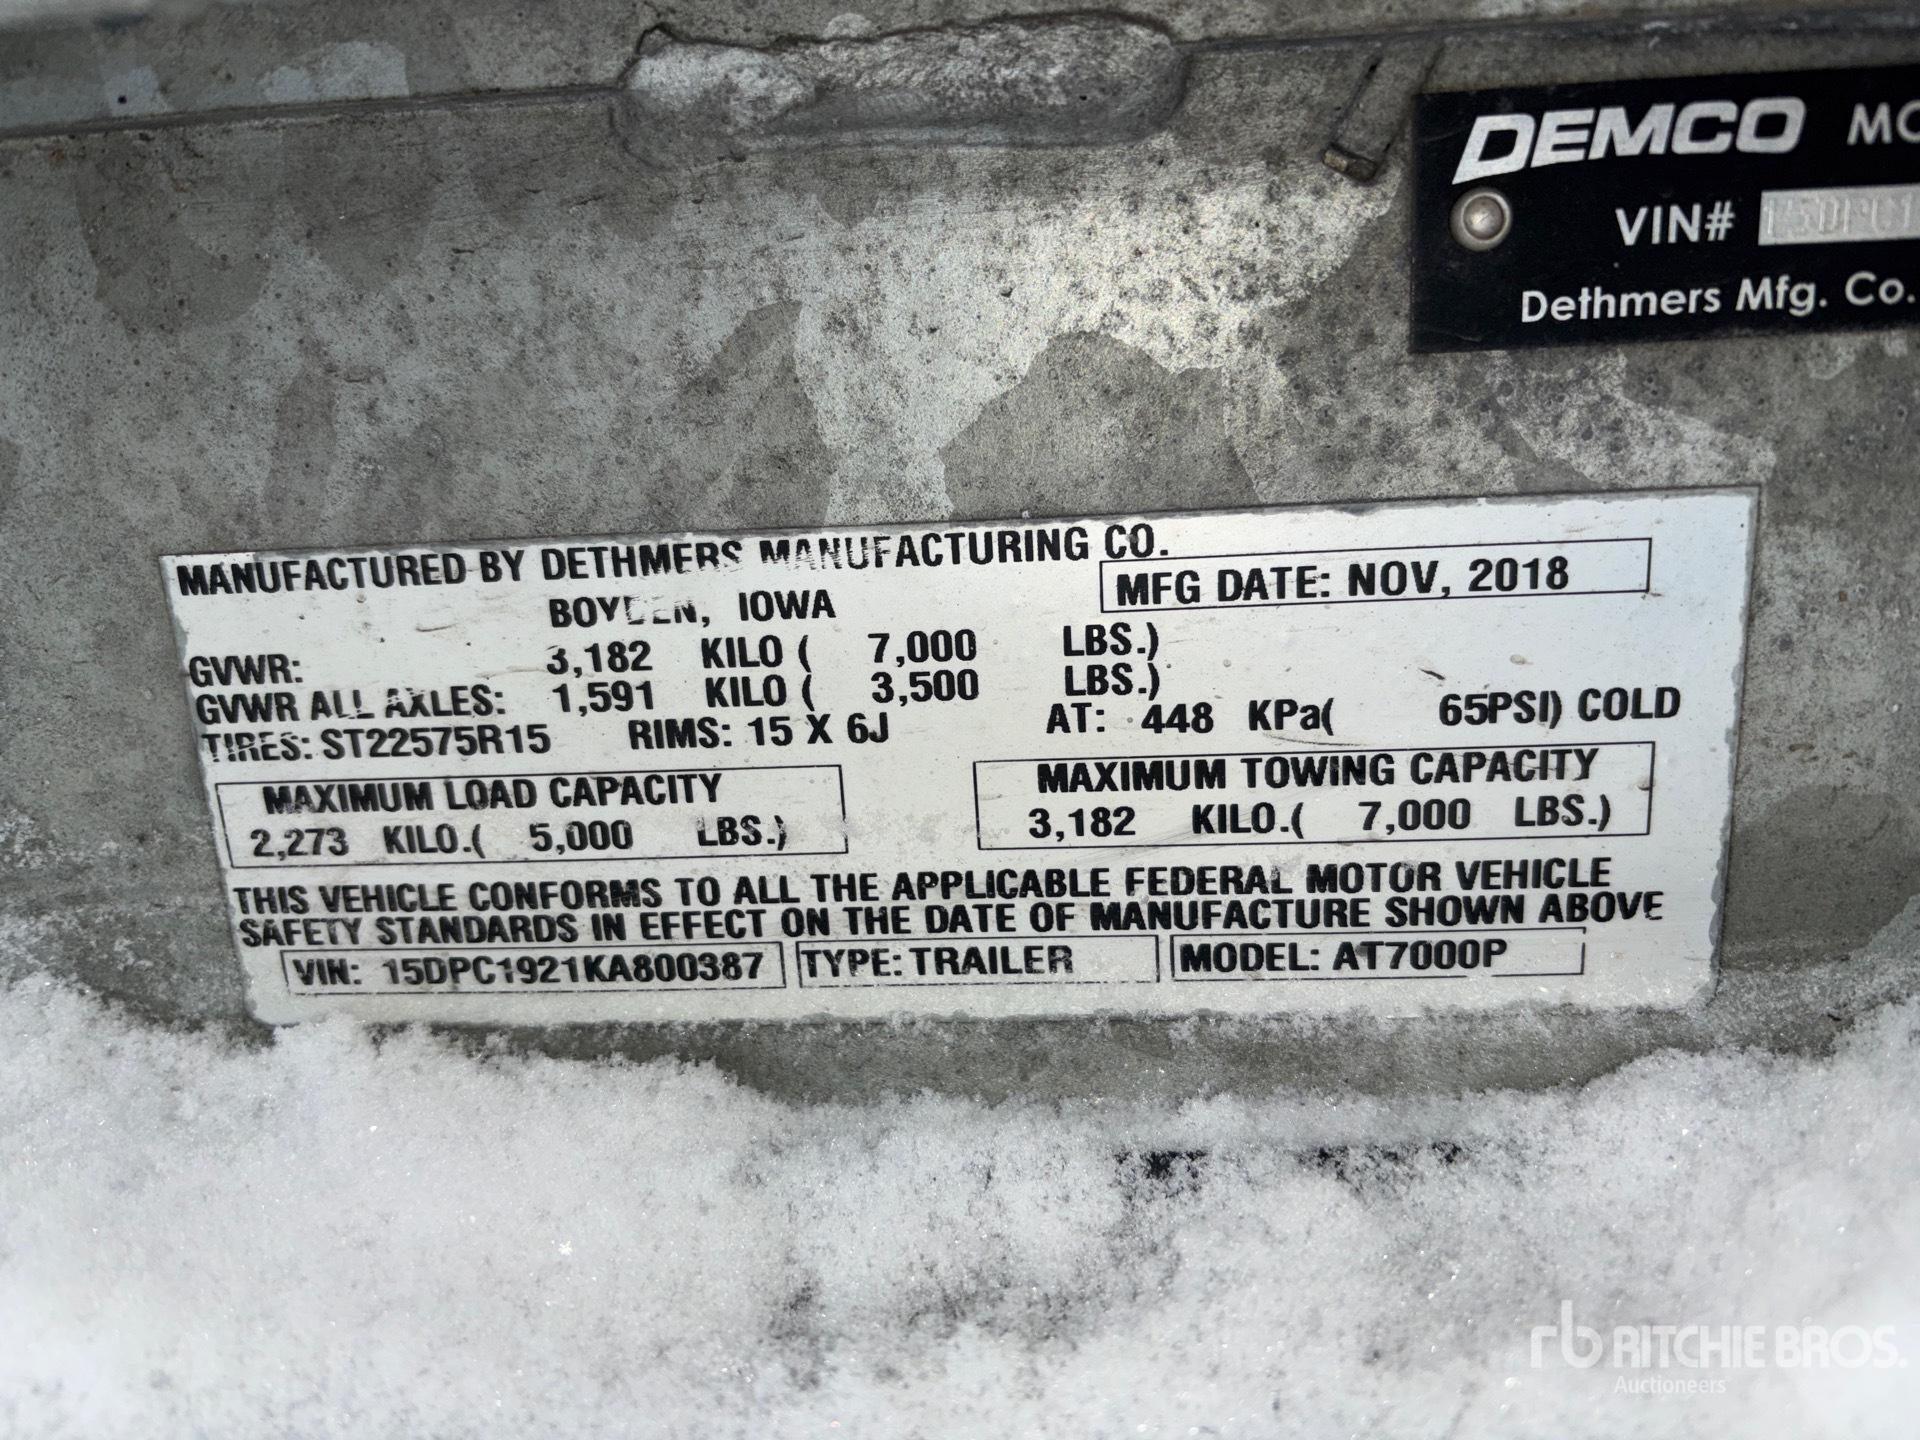 DEMCO
VIN#
Dethmers Mfg. Co.
MANUFACTURED BY DETHMERS MANUFACTURING CO.
BOYDEN, IOWA
MFG DATE: NOV, 2018
GVWR: 3,182 KILO ( 7,000 LBS.)
GVWR ALL AXLES: 1,591 KILO ( 3,500 LBS.)
TIRES: ST22575R15 RIMS: 15 X 6J AT: 448 KPa( 65PSI) COLD
MAXIMUM LOAD CAPACITY
2,273 KILO.( 5,000 LBS.)
MAXIMUM TOWING CAPACITY
3,182 KILO.( 7,000 LBS.)
THIS VEHICLE CONFORMS TO ALL THE APPLICABLE FEDERAL MOTOR VEHICLE
SAFETY STANDARDS IN EFFECT ON THE DATE OF MANUFACTURE SHOWN ABOVE
VIN: 15DPC1921KA800387 TYPE: TRAILER MODEL: AT7000P
rb RITCHIE BROS.
Auctioneers